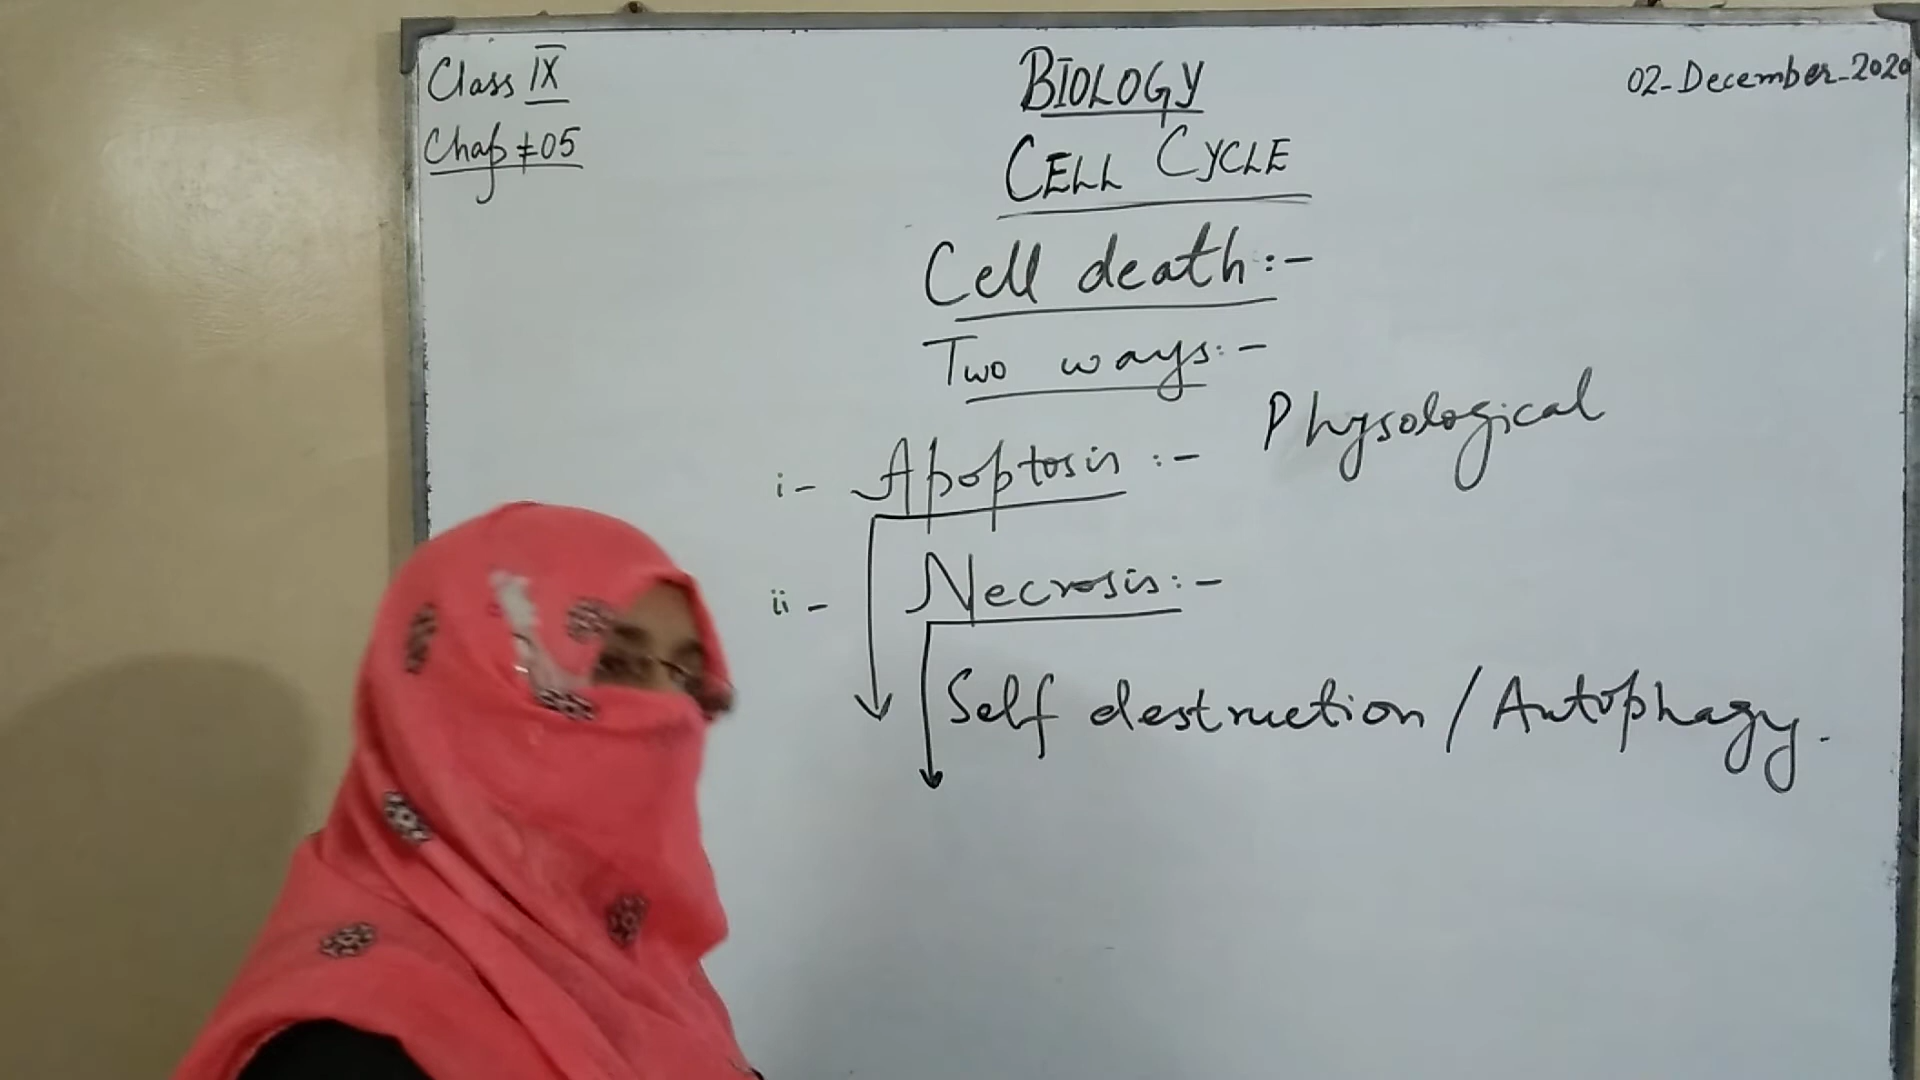 Class IX
Chap # 05
BIOLOGY
02-December-2020
CELL CYCLE
Cell death:-
Two ways:-
Physological
i- Apoptosis:-
ii- Necrosis:-
Self destruction / Autophagy.